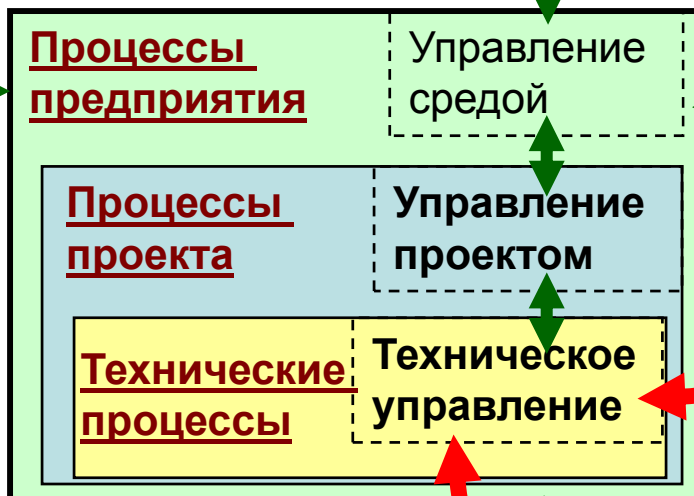 Процессы
предприятия
Управление
средой
Процессы
проекта
Управление
проектом
Технические
процессы
Техническое
управление